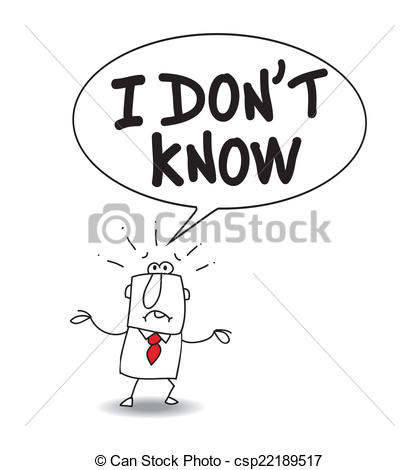 I DON'T
KNOW
Can Stock Photo
© Can Stock Photo - csp22189517